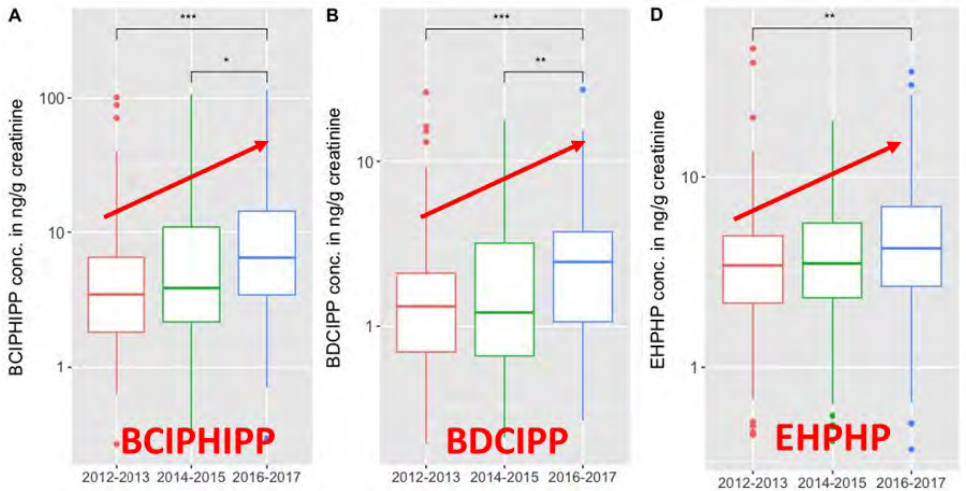 A
BCIPHIPP conc. in ng/g creatinine
100
10
1
***
*
BCIPHIPP
2012-2013 2014-2015 2016-2017
B
BDCIPP conc. in ng/g creatinine
10
1
***
**
BDCIPP
2012-2013 2014-2015 2016-2017
D
EHPHP conc. in ng/g creatinine
10
1
**
EHPHP
2012-2013 2014-2015 2016-2017